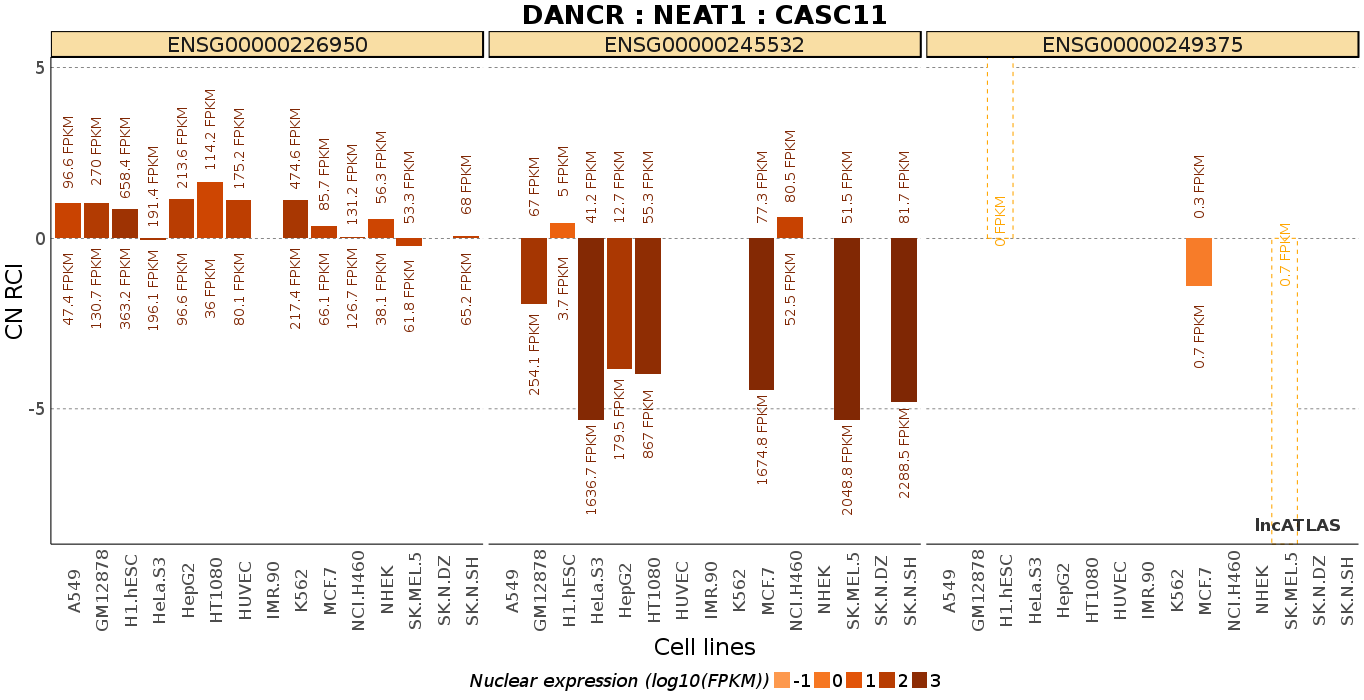 DANCR : NEAT1 : CASC11
ENSG00000226950
ENSG00000245532
ENSG00000249375
CN RCI
5
0
-5
96.6 FPKM
270 FPKM
658.4 FPKM
191.4 FPKM
213.6 FPKM
114.2 FPKM
175.2 FPKM
474.6 FPKM
85.7 FPKM
131.2 FPKM
56.3 FPKM
53.3 FPKM
68 FPKM
47.4 FPKM
130.7 FPKM
363.2 FPKM
196.1 FPKM
96.6 FPKM
36 FPKM
80.1 FPKM
217.4 FPKM
66.1 FPKM
126.7 FPKM
38.1 FPKM
61.8 FPKM
65.2 FPKM
67 FPKM
5 FPKM
41.2 FPKM
12.7 FPKM
55.3 FPKM
77.3 FPKM
80.5 FPKM
51.5 FPKM
81.7 FPKM
254.1 FPKM
3.7 FPKM
1636.7 FPKM
179.5 FPKM
867 FPKM
1674.8 FPKM
52.5 FPKM
2048.8 FPKM
2288.5 FPKM
0 FPKM
0.3 FPKM
0.7 FPKM
0.7 FPKM
lncATLAS
A549
GM12878
H1.hESC
HeLa.S3
HepG2
HT1080
HUVEC
IMR.90
K562
MCF.7
NCI.H460
NHEK
SK.MEL.5
SK.N.DZ
SK.N.SH
A549
GM12878
H1.hESC
HeLa.S3
HepG2
HT1080
HUVEC
IMR.90
K562
MCF.7
NCI.H460
NHEK
SK.MEL.5
SK.N.DZ
SK.N.SH
A549
GM12878
H1.hESC
HeLa.S3
HepG2
HT1080
HUVEC
IMR.90
K562
MCF.7
NCI.H460
NHEK
SK.MEL.5
SK.N.DZ
SK.N.SH
Cell lines
Nuclear expression (log10(FPKM)) -1 0 1 2 3